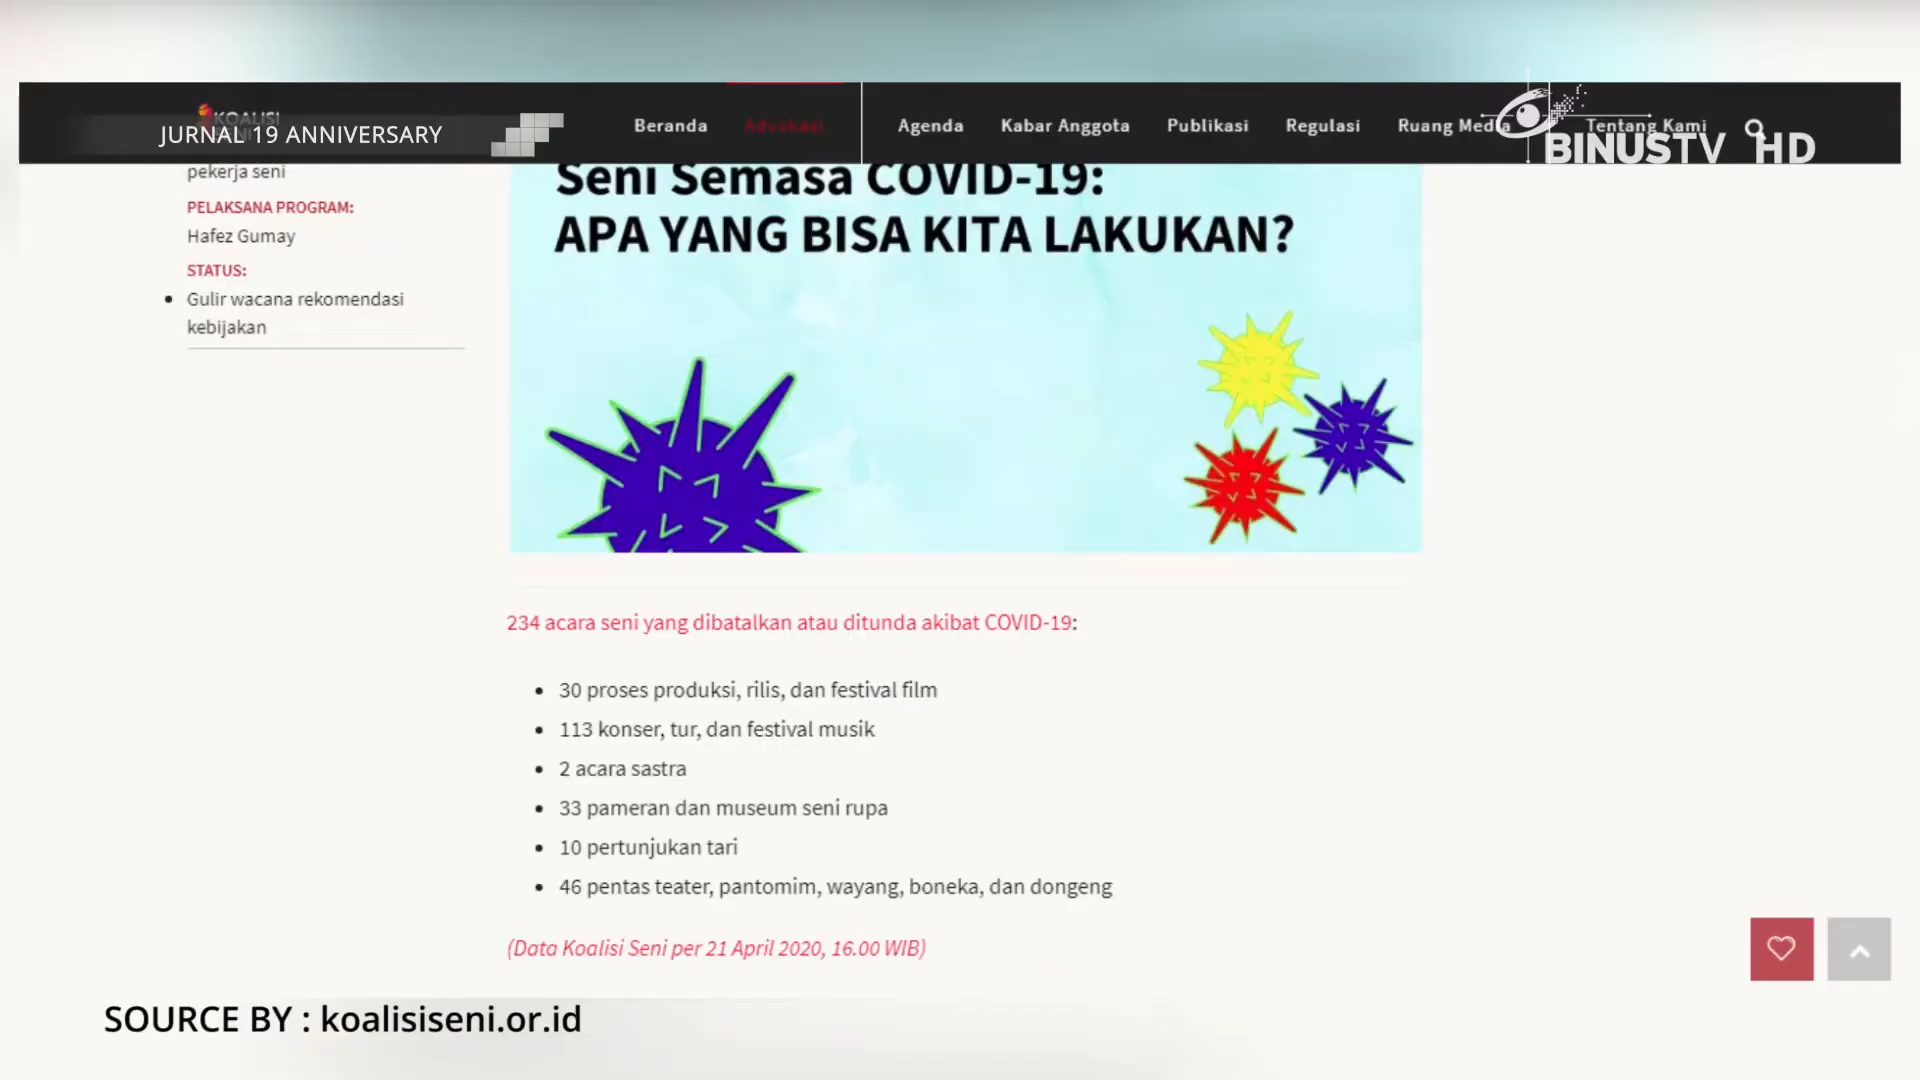 KOALISI
JURNAL 19 ANNIVERSARY
Beranda
Advokasi
Agenda
Kabar Anggota
Publikasi
Regulasi
Ruang Media
Tentang Kami
BINUSTV HD
pekerja seni
PELAKSANA PROGRAM:
Hafez Gumay
STATUS:
• Gulir wacana rekomendasi
kebijakan
Seni Semasa COVID-19:
APA YANG BISA KITA LAKUKAN?
234 acara seni yang dibatalkan atau ditunda akibat COVID-19:
• 30 proses produksi, rilis, dan festival film
• 113 konser, tur, dan festival musik
• 2 acara sastra
• 33 pameran dan museum seni rupa
• 10 pertunjukan tari
• 46 pentas teater, pantomim, wayang, boneka, dan dongeng
(Data Koalisi Seni per 21 April 2020, 16.00 WIB)
SOURCE BY : koalisiseni.or.id